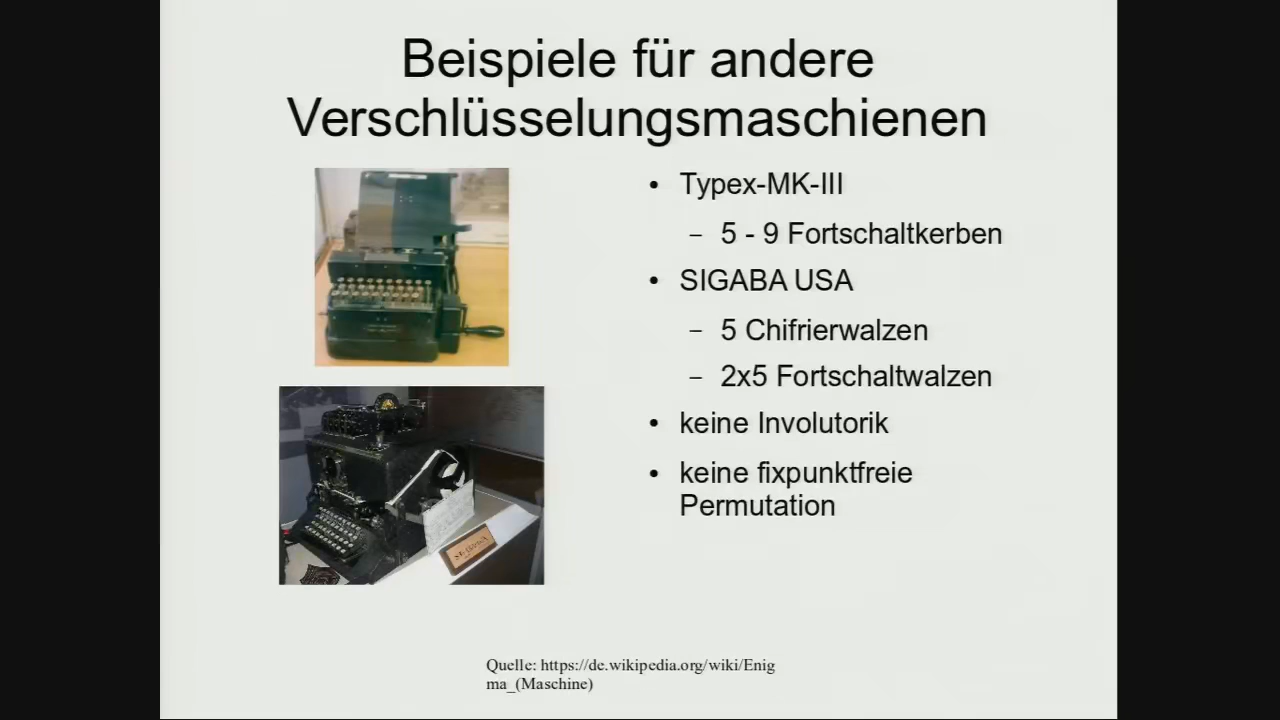 Beispiele für andere
Verschlüsselungsmaschienen
• Typex-MK-III
– 5 - 9 Fortschaltkerben
• SIGABA USA
– 5 Chifrierwalzen
– 2x5 Fortschaltwalzen
• keine Involutorik
• keine fixpunktfreie
Permutation
Quelle: https://de.wikipedia.org/wiki/Enig
ma_(Maschine)